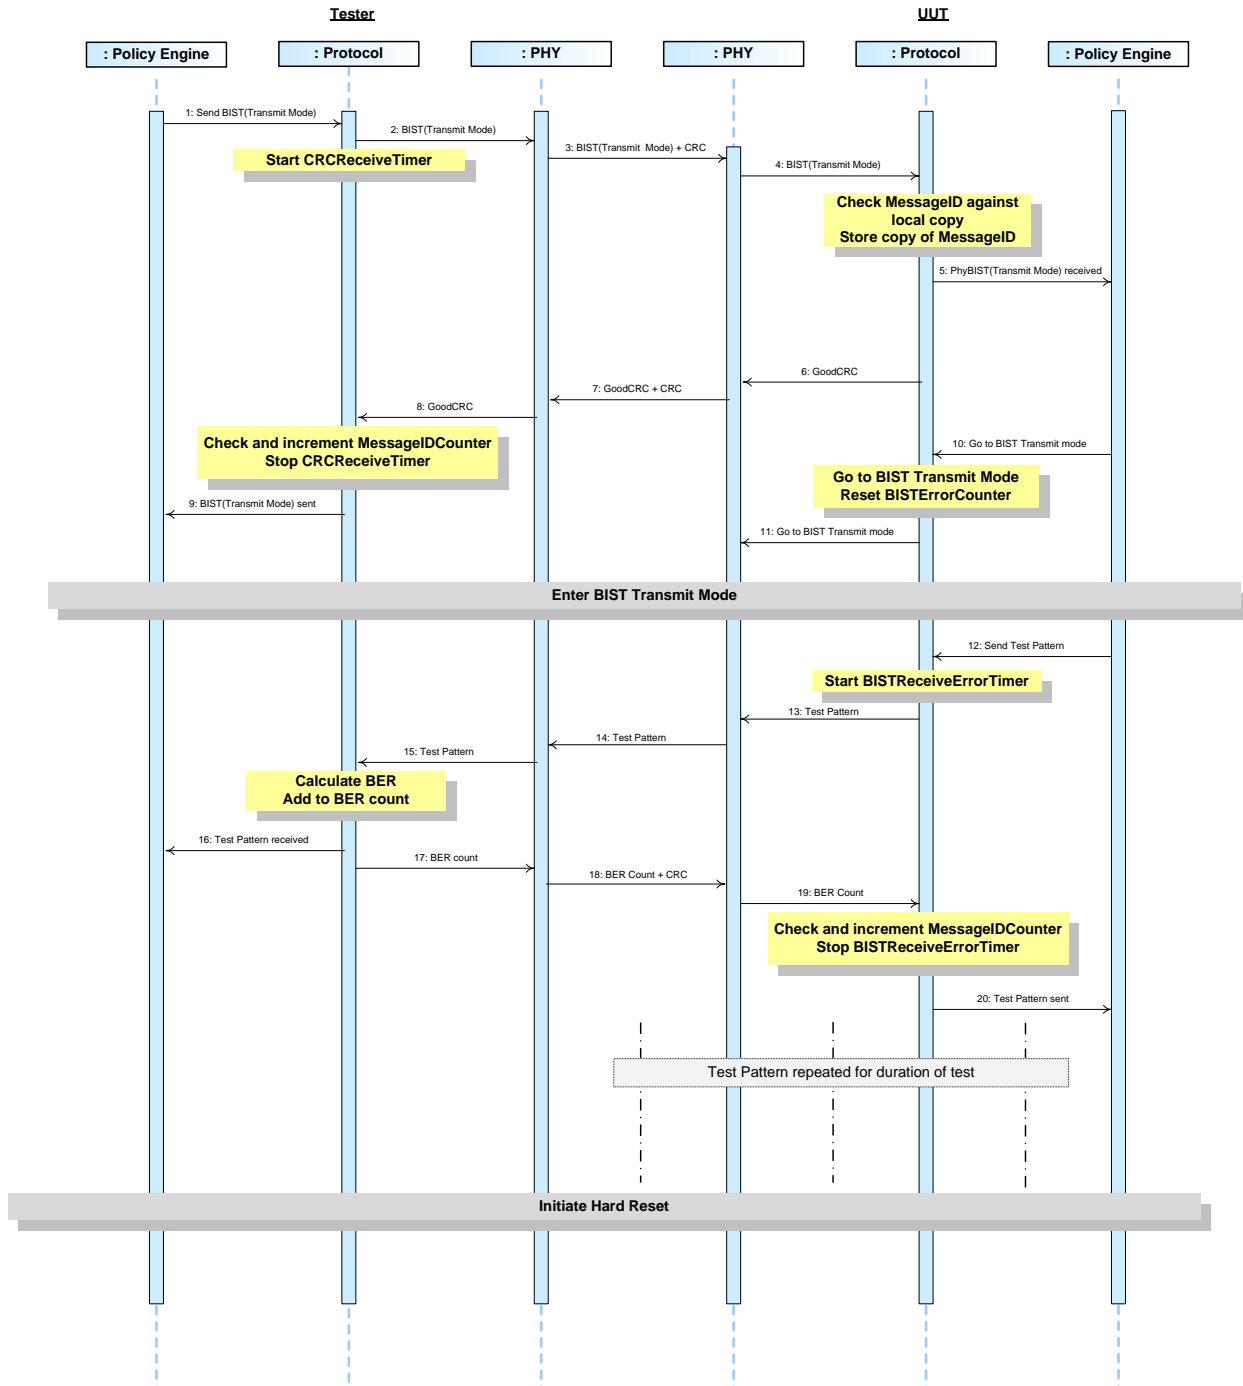 Tester
UUT
: Policy Engine
: Protocol
: PHY
: PHY
: Protocol
: Policy Engine
1: Send BIST(Transmit Mode)
2: BIST(Transmit Mode)
3: BIST(Transmit Mode) + CRC
Start CRCReceiveTimer
4: BIST(Transmit Mode)
Check MessageID against
local copy
Store copy of MessageID
5: PhyBIST(Transmit Mode) received
6: GoodCRC
7: GoodCRC + CRC
8: GoodCRC
Check and increment MessageIDCounter
Stop CRCReceiveTimer
10: Go to BIST Transmit mode
Go to BIST Transmit Mode
Reset BISTErrorCounter
9: BIST(Transmit Mode) sent
11: Go to BIST Transmit mode
Enter BIST Transmit Mode
12: Send Test Pattern
Start BISTReceiveErrorTimer
13: Test Pattern
14: Test Pattern
15: Test Pattern
Calculate BER
Add to BER count
16: Test Pattern received
17: BER count
18: BER Count + CRC
19: BER Count
Check and increment MessageIDCounter
Stop BISTReceiveErrorTimer
20: Test Pattern sent
Test Pattern repeated for duration of test
Initiate Hard Reset